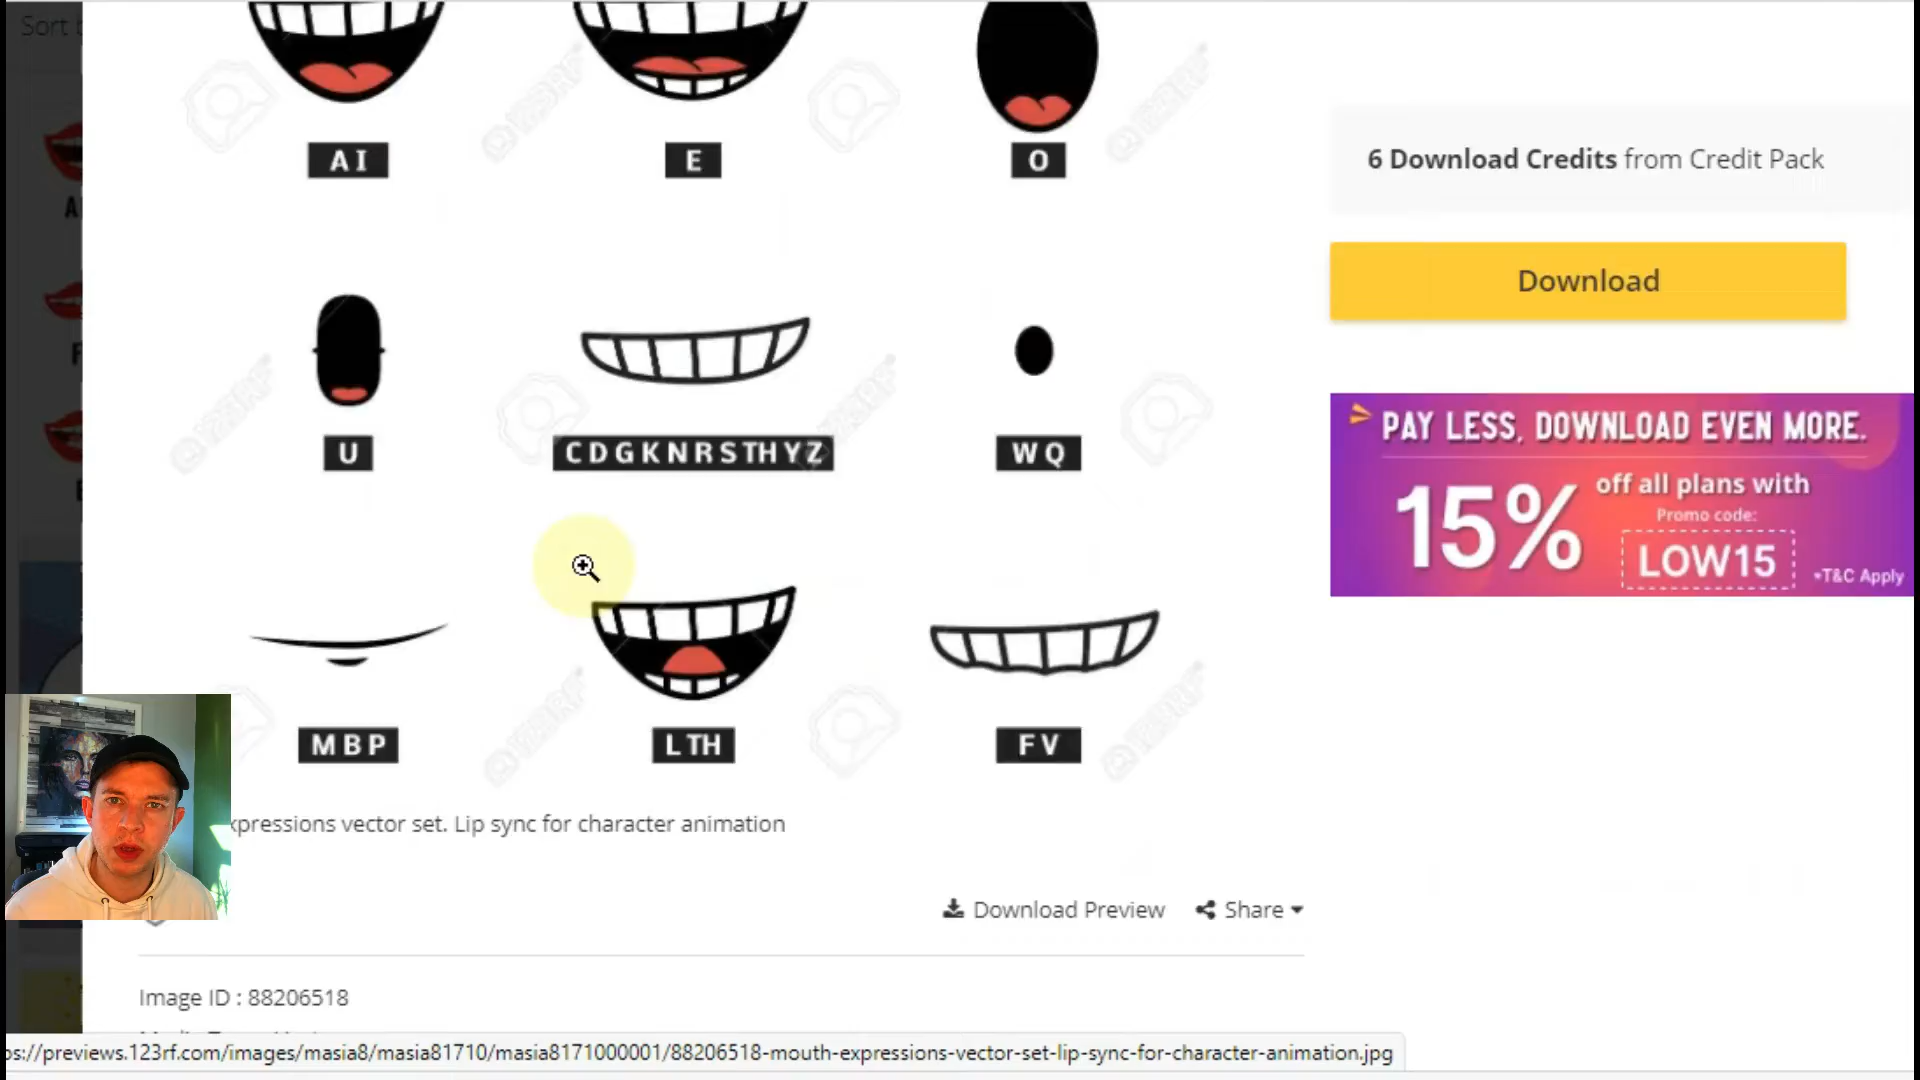 Sort
AI
E
O
6 Download Credits from Credit Pack
Download
U
CDGKNRSTHYZ
WQ
PAY LESS, DOWNLOAD EVEN MORE.
15% off all plans with
Promo code:
LOW15
*T&C Apply
MBP
LTH
FV
xpressions vector set. Lip sync for character animation
Download Preview
Share
Image ID : 88206518
ps://previews.123rf.com/images/masia8/masia81710/masia8171000001/88206518-mouth-expressions-vector-set-lip-sync-for-character-animation.jpg